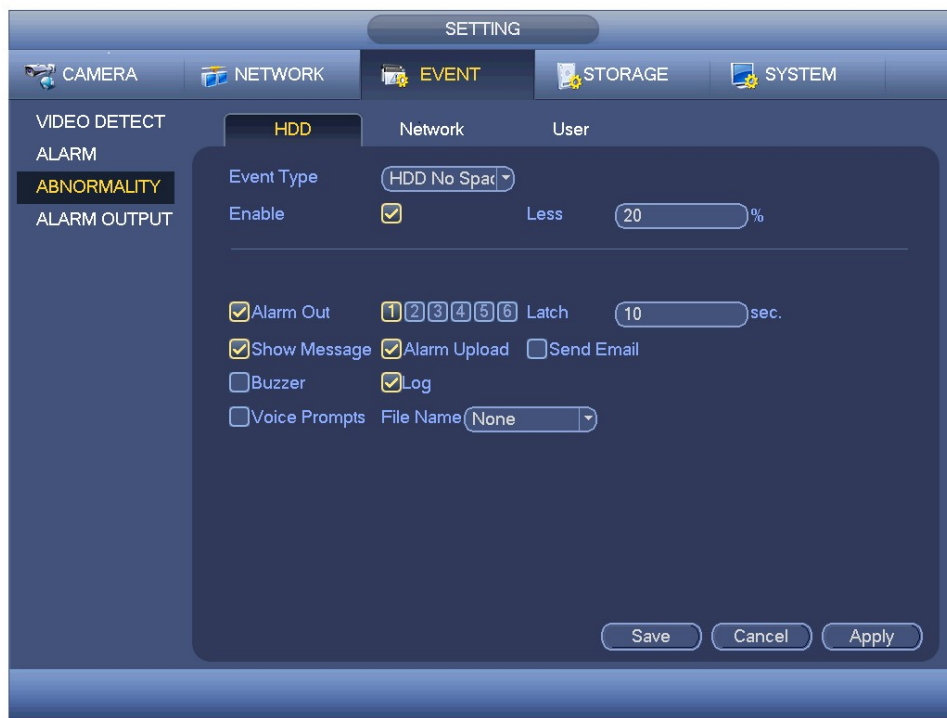 SETTING
CAMERA NETWORK EVENT STORAGE SYSTEM
VIDEO DETECT
ALARM
ABNORMALITY
ALARM OUTPUT
HDD Network User
Event Type HDD No Spac
Enable Less 20 %
Alarm Out 1 2 3 4 5 6 Latch 10 sec.
Show Message Alarm Upload Send Email
Buzzer Log
Voice Prompts File Name None
Save Cancel Apply